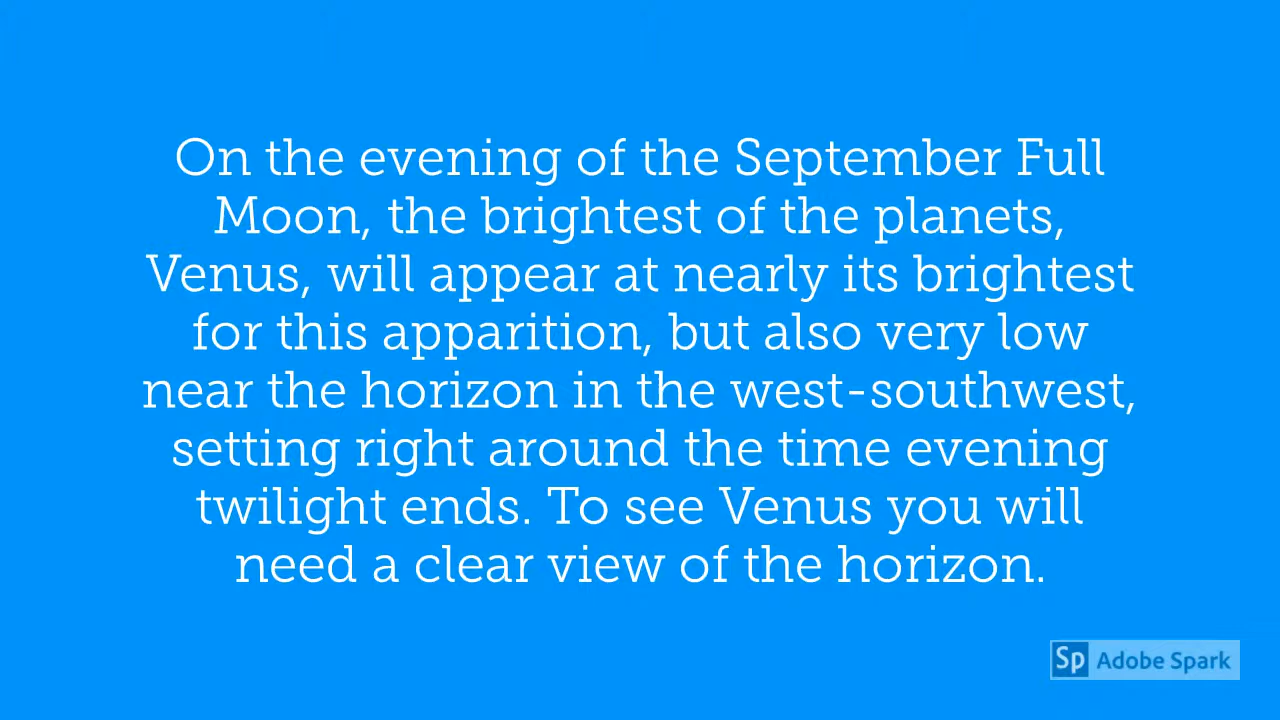 On the evening of the September Full
Moon, the brightest of the planets,
Venus, will appear at nearly its brightest
for this apparition, but also very low
near the horizon in the west-southwest,
setting right around the time evening
twilight ends. To see Venus you will
need a clear view of the horizon.
Sp Adobe Spark